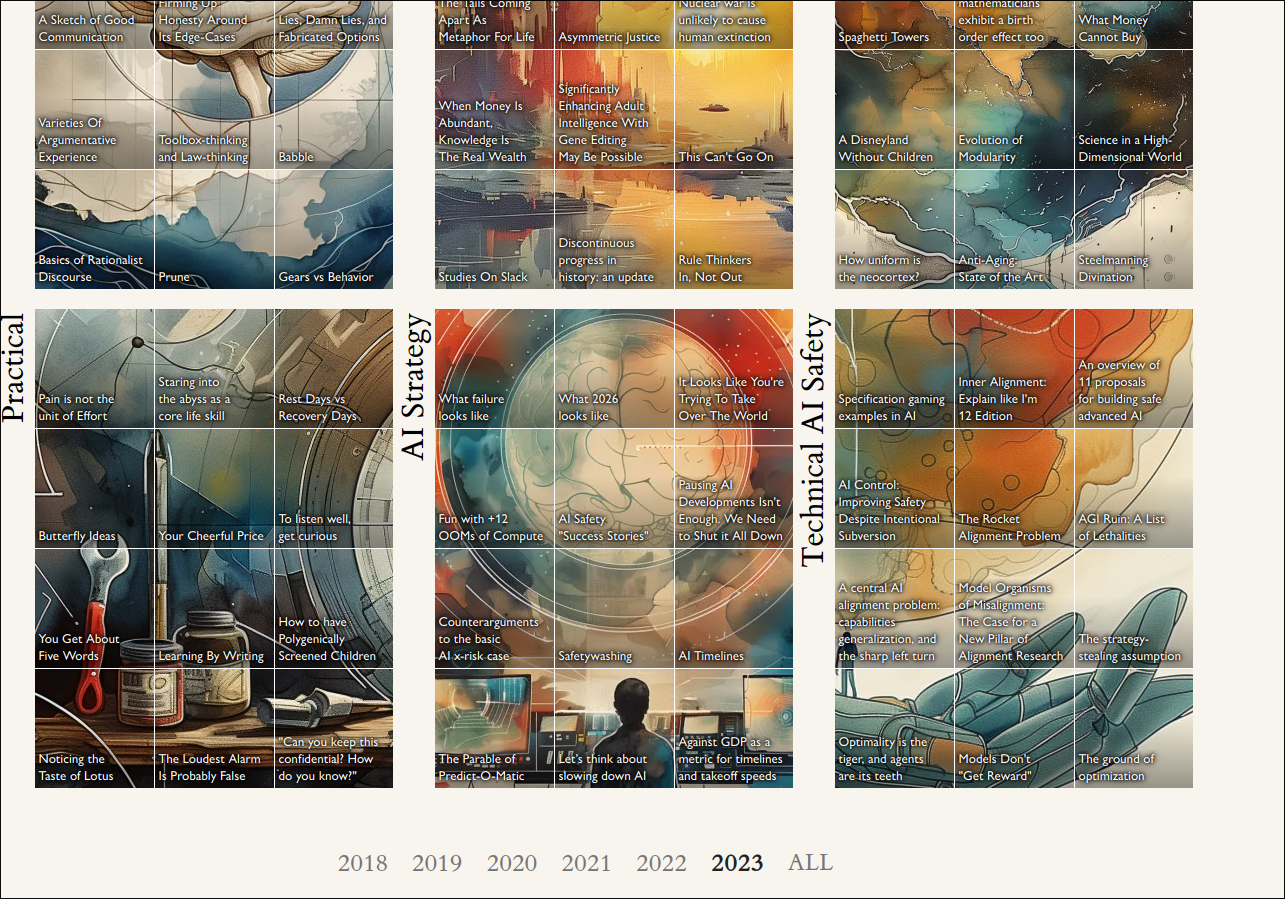 A Sketch of Good
Communication
Firming Up
Honesty Around
Its Edge-Cases
Lies, Damn Lies, and
Fabricated Options
The Tails Coming
Apart As
Metaphor For Life
Asymmetric Justice
Nuclear war is
unlikely to cause
human extinction
Spaghetti Towers
mathematicians
exhibit a birth
order effect too
What Money
Cannot Buy
Varieties Of
Argumentative
Experience
Toolbox-thinking
and Law-thinking
Babble
When Money Is
Abundant,
Knowledge Is
The Real Wealth
Significantly
Enhancing Adult
Intelligence With
Gene Editing
May Be Possible
This Can't Go On
A Disneyland
Without Children
Evolution of
Modularity
Science in a High-
Dimensional World
Basics of Rationalist
Discourse
Prune
Gears vs Behavior
Studies On Slack
Discontinuous
progress in
history: an update
Rule Thinkers
In, Not Out
How uniform is
the neocortex?
Anti-Aging:
State of the Art
Steelmanning
Divination
Practical
Pain is not the
unit of Effort
Staring into
the abyss as a
core life skill
Rest Days vs
Recovery Days
Butterfly Ideas
Your Cheerful Price
To listen well,
get curious
You Get About
Five Words
Learning By Writing
How to have
Polygenically
Screened Children
Noticing the
Taste of Lotus
The Loudest Alarm
Is Probably False
"Can you keep this
confidential? How
do you know?"
AI Strategy
What failure
looks like
What 2026
looks like
It Looks Like You're
Trying To Take
Over The World
Fun with +12
OOMs of Compute
AI Safety
"Success Stories"
Pausing AI
Developments Isn't
Enough. We Need
to Shut it All Down
Counterarguments
to the basic
AI x-risk case
Safetywashing
AI Timelines
The Parable of
Predict-O-Matic
Let's think about
slowing down AI
Against GDP as a
metric for timelines
and takeoff speeds
Technical AI Safety
Specification gaming
examples in AI
Inner Alignment:
Explain like I'm
12 Edition
An overview of
11 proposals
for building safe
advanced AI
AI Control:
Improving Safety
Despite Intentional
Subversion
The Rocket
Alignment Problem
AGI Ruin: A List
of Lethalities
A central AI
alignment problem:
capabilities
generalization, and
the sharp left turn
Model Organisms
of Misalignment:
The Case for a
New Pillar of
Alignment Research
The strategy-
stealing assumption
Optimality is the
tiger, and agents
are its teeth
Models Don't
"Get Reward"
The ground of
optimization
2018 2019 2020 2021 2022 2023 ALL